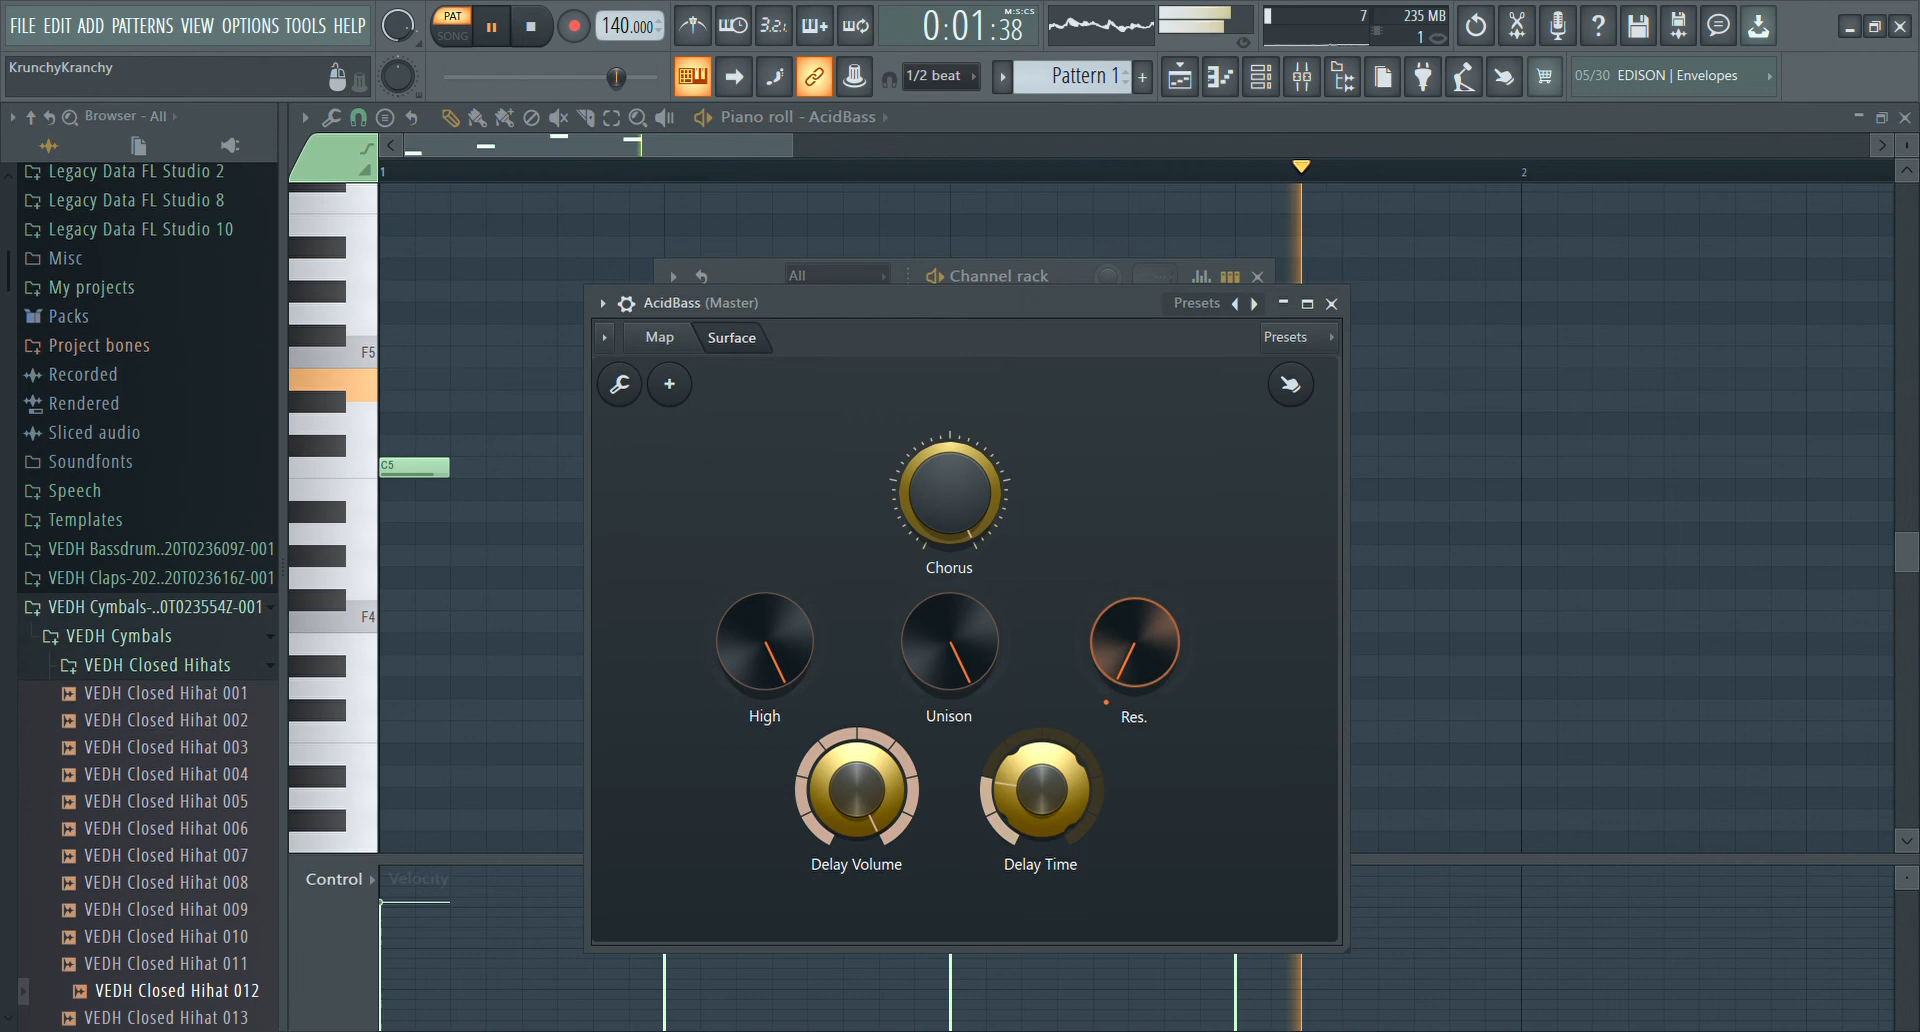 FILE EDIT ADD PATTERNS VIEW OPTIONS TOOLS HELP
PAT
SONG
140.000
3.2.1
0:01:38
M:S:CS
7
235 MB
1
KrunchyKranchy
1/2 beat
Pattern 1
05/30 EDISON | Envelopes
Browser - All
Piano roll - AcidBass
Legacy Data FL Studio 2
Legacy Data FL Studio 8
Legacy Data FL Studio 10
Misc
My projects
Packs
Project bones
Recorded
Rendered
Sliced audio
Soundfonts
Speech
Templates
VEDH Bassdrum..20T023609Z-001
VEDH Claps-202..20T023616Z-001
VEDH Cymbals-..0T023554Z-001
VEDH Cymbals
VEDH Closed Hihats
VEDH Closed Hihat 001
VEDH Closed Hihat 002
VEDH Closed Hihat 003
VEDH Closed Hihat 004
VEDH Closed Hihat 005
VEDH Closed Hihat 006
VEDH Closed Hihat 007
VEDH Closed Hihat 008
VEDH Closed Hihat 009
VEDH Closed Hihat 010
VEDH Closed Hihat 011
VEDH Closed Hihat 012
VEDH Closed Hihat 013
1
2
F5
C5
F4
All
Channel rack
AcidBass (Master)
Presets
Map
Surface
Presets
Chorus
High
Unison
Res.
Delay Volume
Delay Time
Control
Velocity